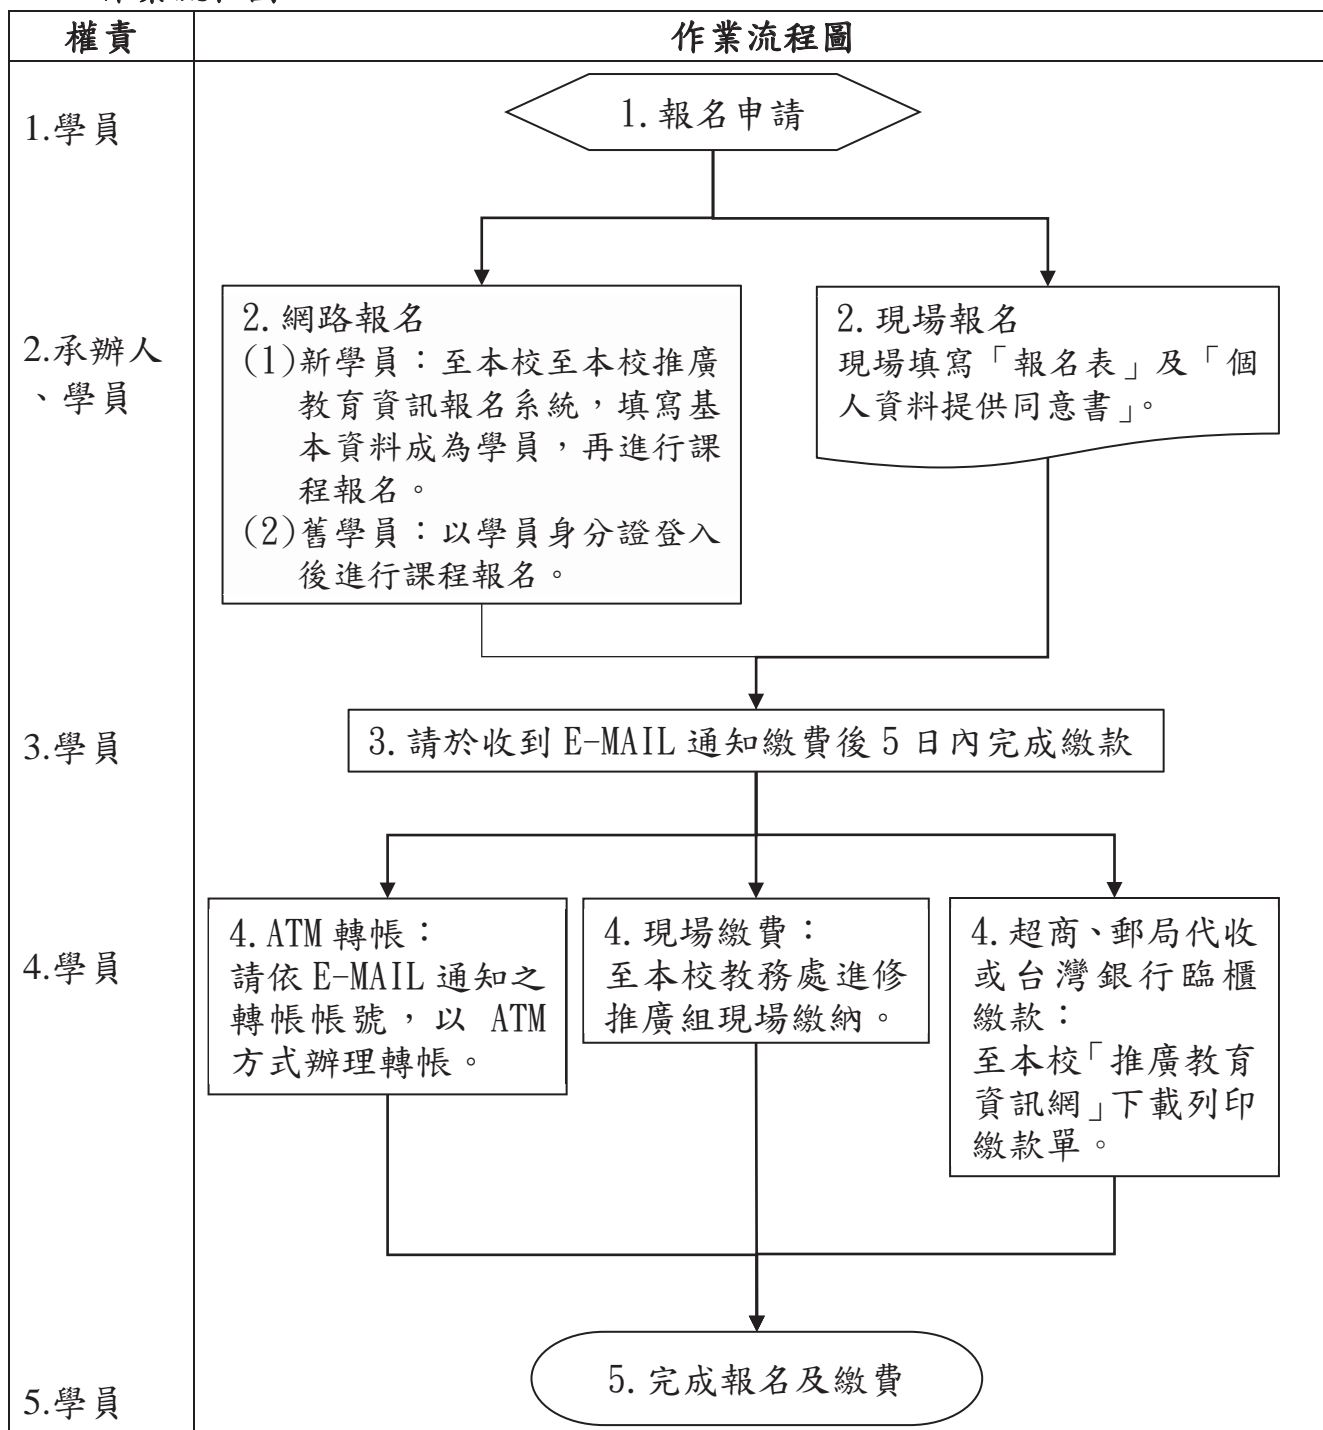 作業流程圖
權責
作業流程圖
1.學員
1.報名申請
2.承辦人
、學員
2.網路報名
(1)新學員：至本校至本校推廣
教育資訊報名系統，填寫基
本資料成為學員，再進行課
程報名。
(2)舊學員：以學員身分證登入
後進行課程報名。
2.現場報名
現場填寫「報名表」及「個
人資料提供同意書」。
3.學員
3.請於收到 E-MAIL 通知繳費後 5 日內完成繳款
4.學員
4.ATM 轉帳：
請依 E-MAIL 通知之
轉帳帳號，以 ATM
方式辦理轉帳。
4.現場繳費：
至本校教務處進修
推廣組現場繳納。
4.超商、郵局代收
或台灣銀行臨櫃
繳款：
至本校「推廣教育
資訊網」下載列印
繳款單。
5.學員
5.完成報名及繳費